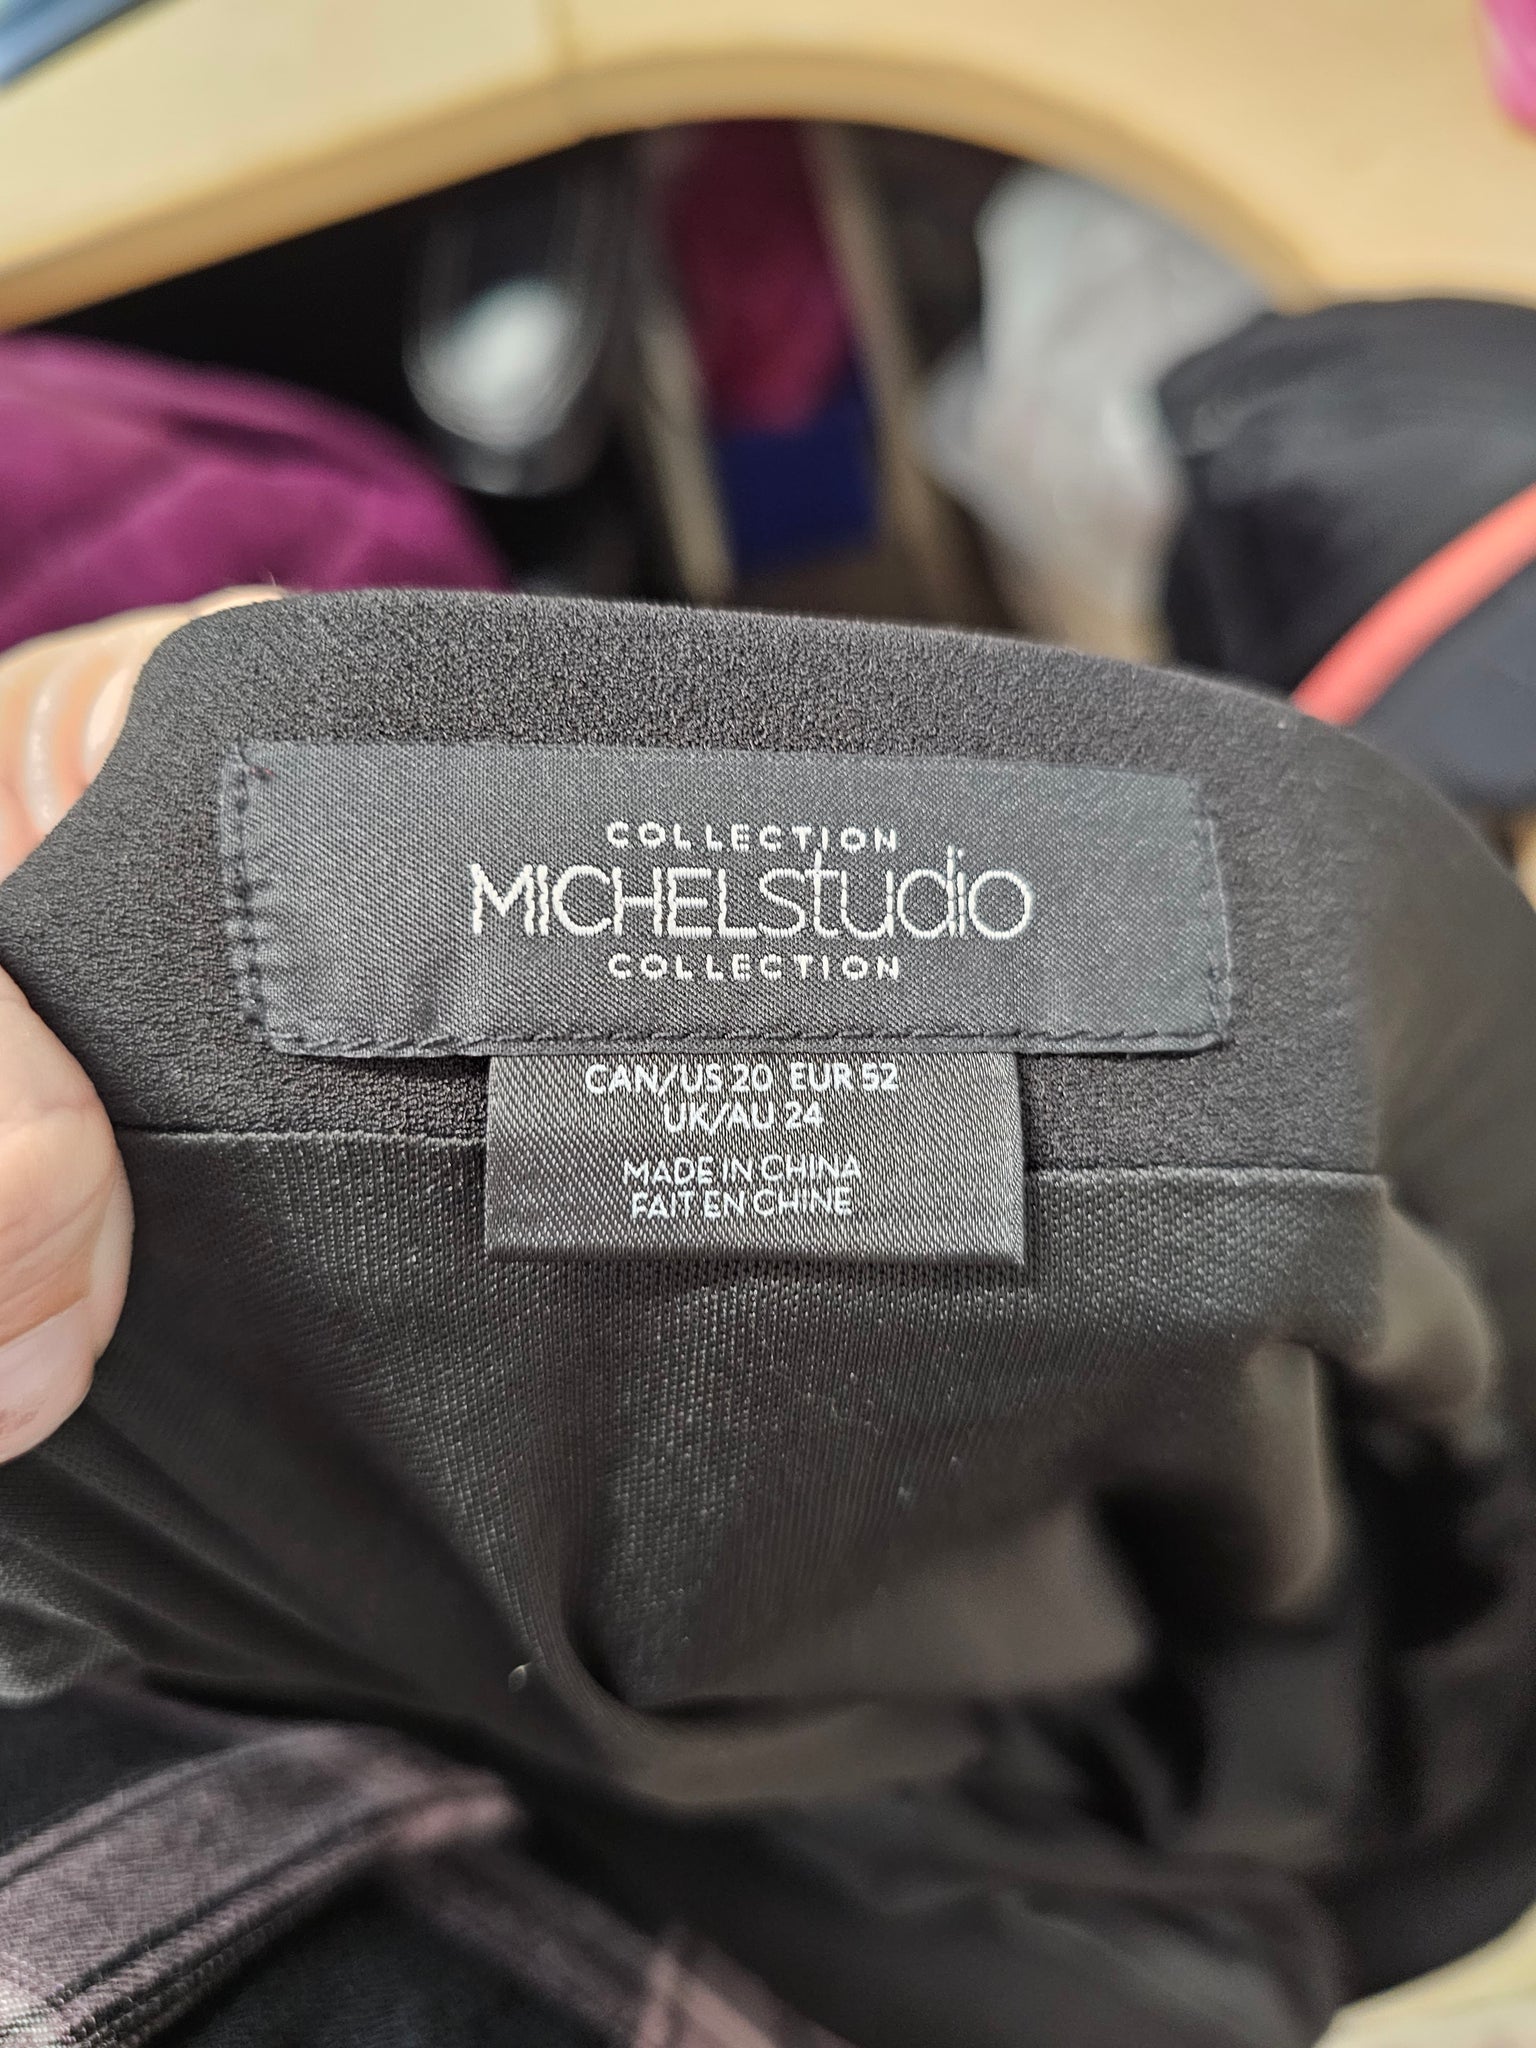 COLLECTION
MICHELstudio
COLLECTION
CAN/US 20 EUR 52
UK/AU 24
MADE IN CHINA
FAIT EN CHINE